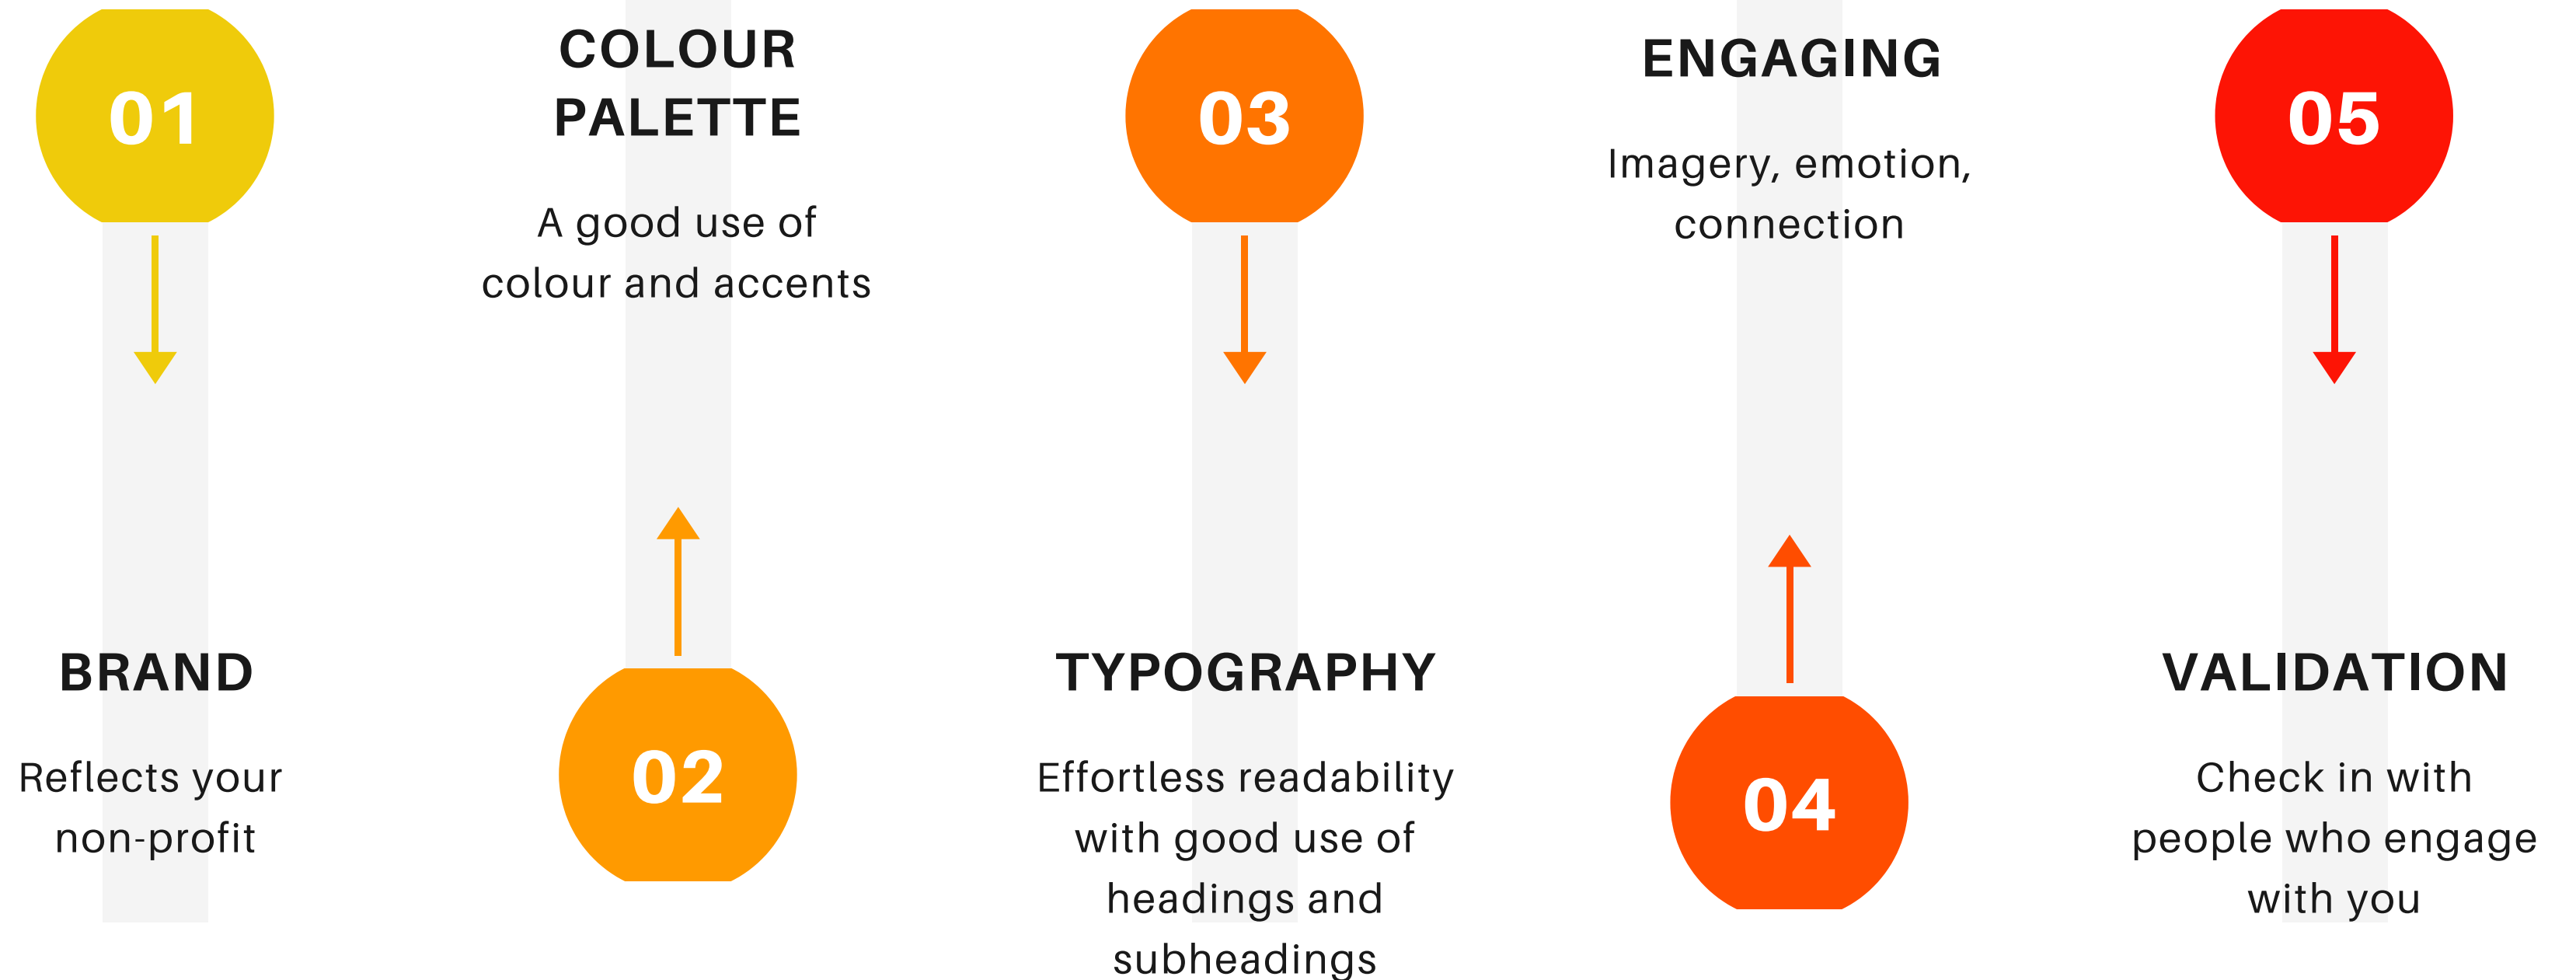 01
BRAND
Reflects your
non-profit
COLOUR
PALETTE
A good use of
colour and accents
02
03
TYPOGRAPHY
Effortless readability
with good use of
headings and
subheadings
ENGAGING
Imagery, emotion,
connection
04
05
VALIDATION
Check in with
people who engage
with you